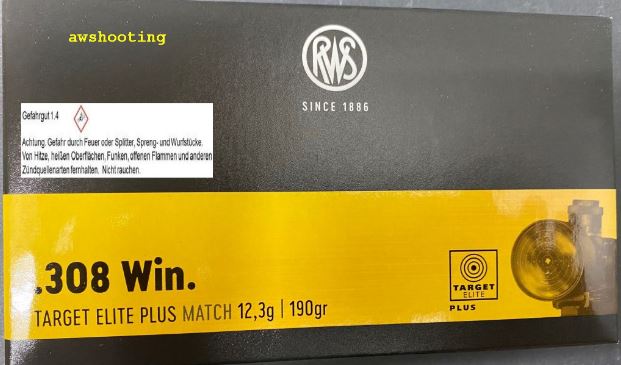 awshooting
RWS
SINCE 1886
Gefahrgut 1,4
Achtung. Gefahr durch Feuer oder Splitter, Spreng- und Wurfstücke.
Von Hitze, heißen Oberflächen, Funken, offenen Flammen und anderen
Zündquellenarten fernhalten. Nicht rauchen.
.308 Win.
TARGET ELITE PLUS MATCH 12,3g | 190gr
TARGET
ELITE
PLUS